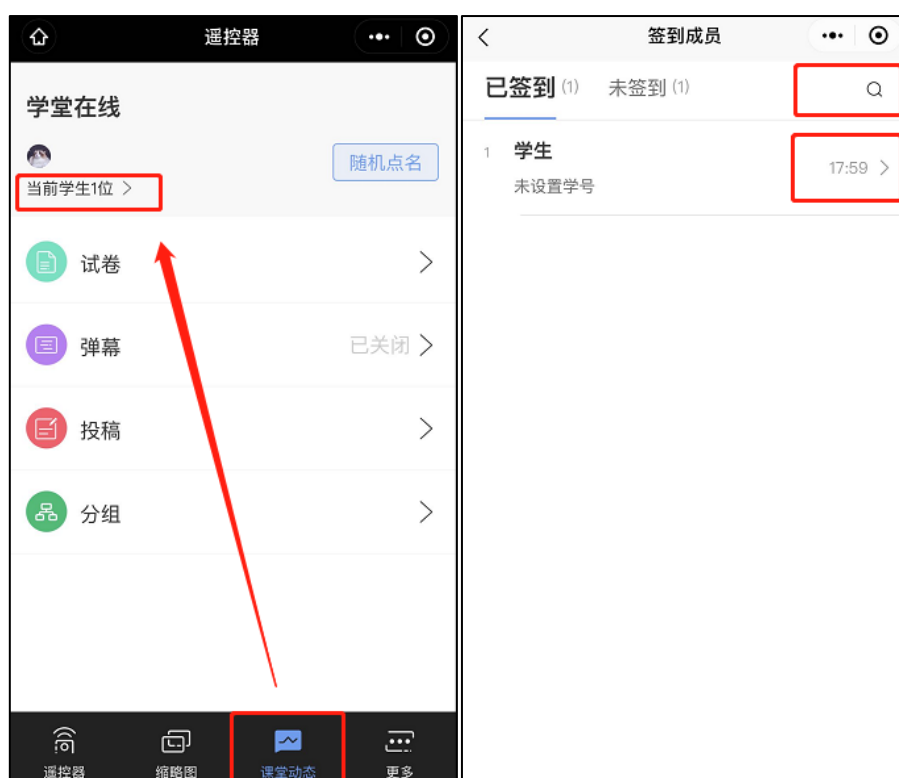 遥控器
学堂在线
随机点名
当前学生1位 >
试卷
弹幕
已关闭
投稿
分组
遥控器
缩略图
课堂动态
更多
签到成员
已签到 (1)
未签到 (1)
1 学生
未设置学号
17:59